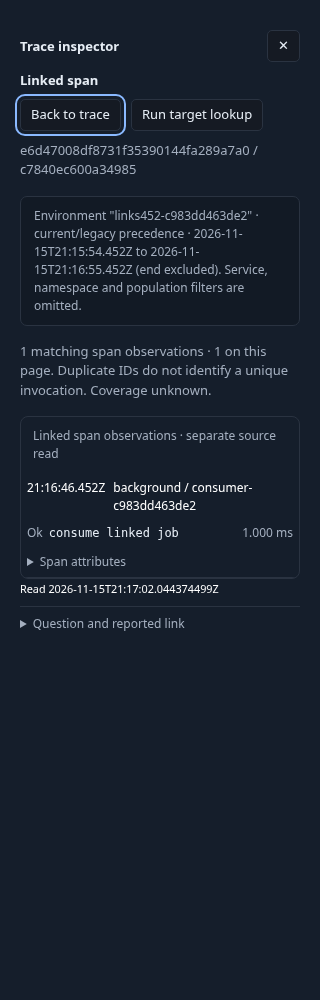 Trace inspector
✕
Linked span
Back to trace
Run target lookup
e6d47008df8731f35390144fa289a7a0 /
c7840ec600a34985
Environment "links452-c983dd463de2" ·
current/legacy precedence · 2026-11-
15T21:15:54.452Z to 2026-11-
15T21:16:55.452Z (end excluded). Service,
namespace and population filters are
omitted.
1 matching span observations · 1 on this
page. Duplicate IDs do not identify a unique
invocation. Coverage unknown.
Linked span observations · separate source
read
21:16:46.452Z background / consumer-
c983dd463de2
Ok consume linked job 1.000 ms
▶ Span attributes
Read 2026-11-15T21:17:02.044374499Z
▶ Question and reported link